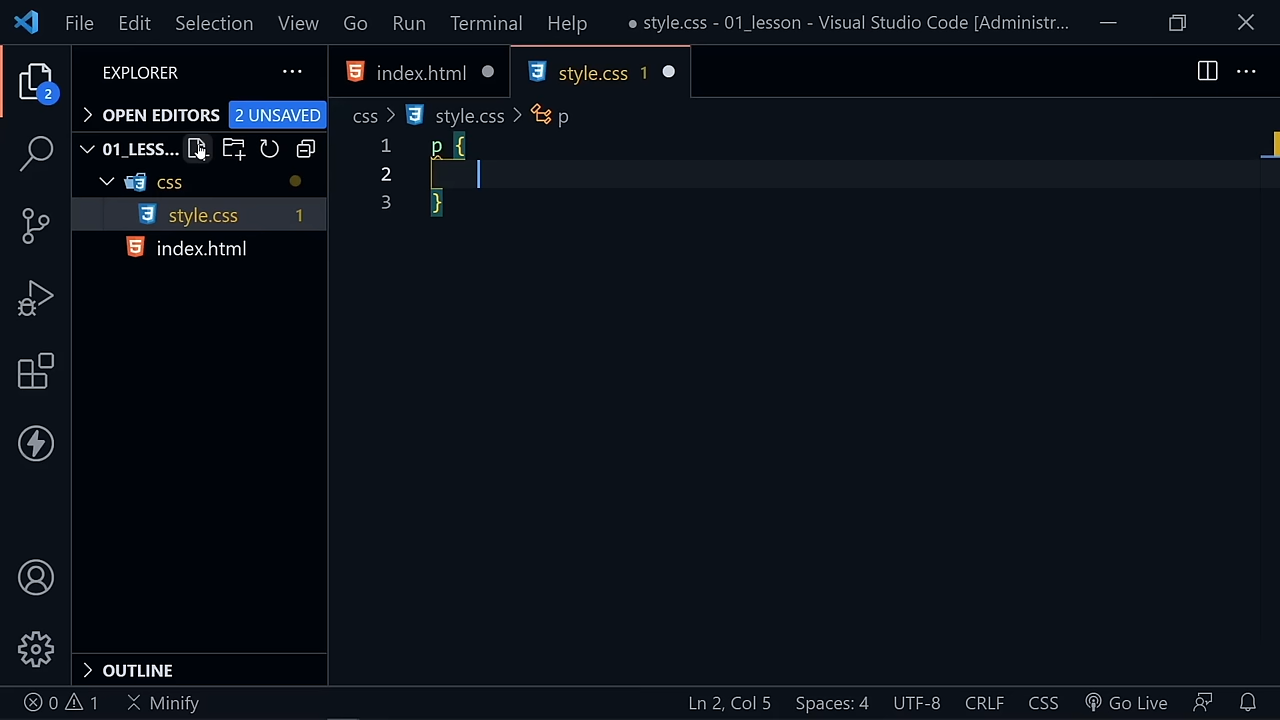 File Edit Selection View Go Run Terminal Help ● style.css - 01_lesson - Visual Studio Code [Administr...
EXPLORER
2
OPEN EDITORS 2 UNSAVED
01_LESS...
css
style.css 1
index.html
OUTLINE
index.html
style.css 1
css > style.css > p
1 p {
2
3 }
0 1 Minify Ln 2, Col 5 Spaces: 4 UTF-8 CRLF CSS Go Live